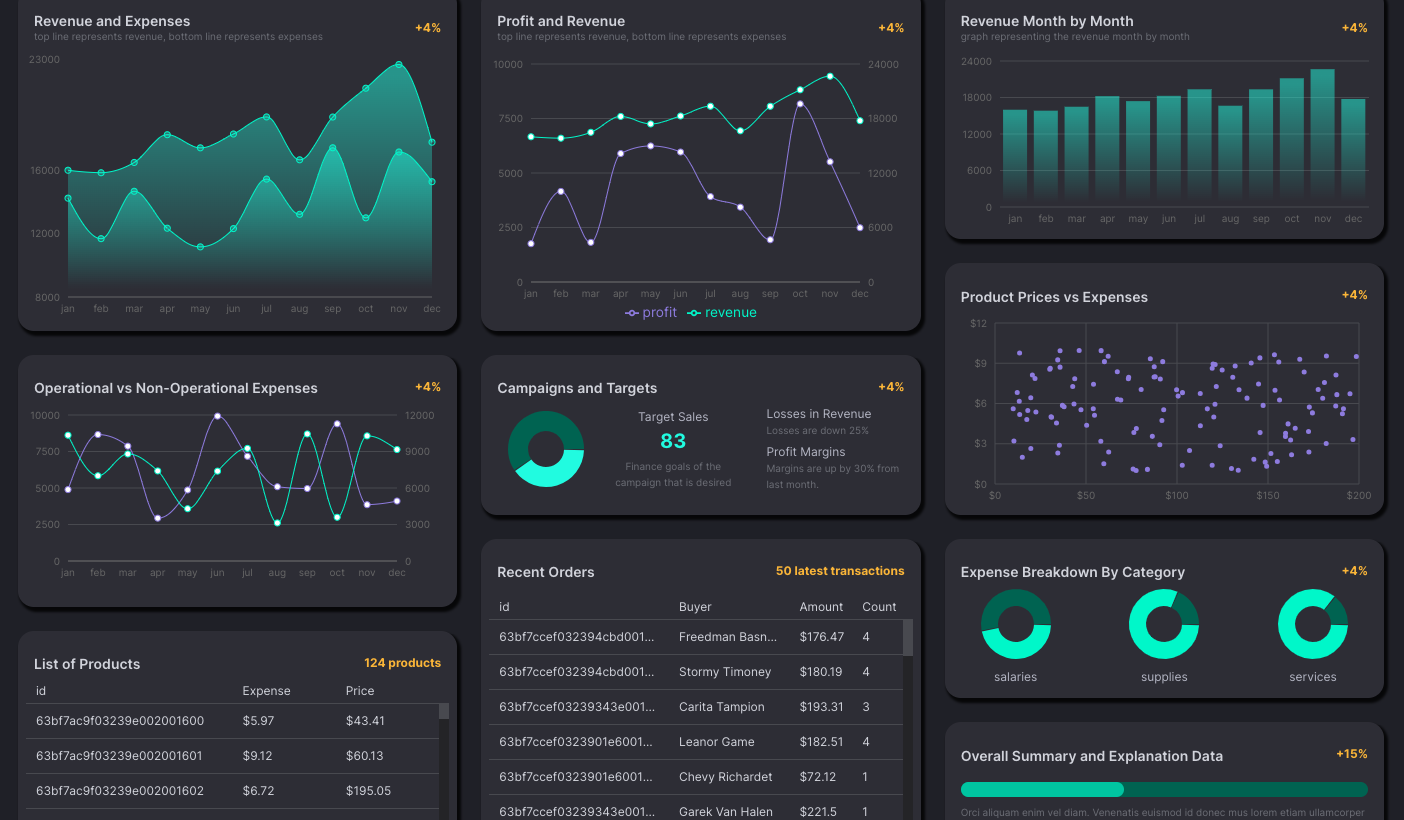 Revenue and Expenses
top line represents revenue, bottom line represents expenses
+4%
23000
16000
12000
8000
jan feb mar apr may jun jul aug sep oct nov dec
Operational vs Non-Operational Expenses
+4%
10000 12000
7500 9000
5000 6000
2500 3000
0 0
jan feb mar apr may jun jul aug sep oct nov dec
List of Products
124 products
id Expense Price
63bf7ac9f03239e002001600 $5.97 $43.41
63bf7ac9f03239e002001601 $9.12 $60.13
63bf7ac9f03239e002001602 $6.72 $195.05
Profit and Revenue
top line represents revenue, bottom line represents expenses
+4%
10000 24000
7500 18000
5000 12000
2500 6000
0 0
jan feb mar apr may jun jul aug sep oct nov dec
profit revenue
Campaigns and Targets
+4%
Target Sales
83
Finance goals of the
campaign that is desired
Losses in Revenue
Losses are down 25%
Profit Margins
Margins are up by 30% from
last month.
Recent Orders
50 latest transactions
id Buyer Amount Count
63bf7ccef032394cbd001... Freedman Basn... $176.47 4
63bf7ccef032394cbd001... Stormy Timoney $180.19 4
63bf7ccef03239343e001... Carita Tampion $193.31 3
63bf7ccef0323901e6001... Leanor Game $182.51 4
63bf7ccef0323901e6001... Chevy Richardet $72.12 1
63bf7ccef03239343e001... Garek Van Halen $221.5 1
Revenue Month by Month
graph representing the revenue month by month
+4%
24000
18000
12000
6000
0
jan feb mar apr may jun jul aug sep oct nov dec
Product Prices vs Expenses
+4%
$12
$9
$6
$3
$0
$0 $50 $100 $150 $200
Expense Breakdown By Category
+4%
salaries supplies services
Overall Summary and Explanation Data
+15%
Orci aliquam enim vel diam. Venenatis euismod id donec mus lorem etiam ullamcorper